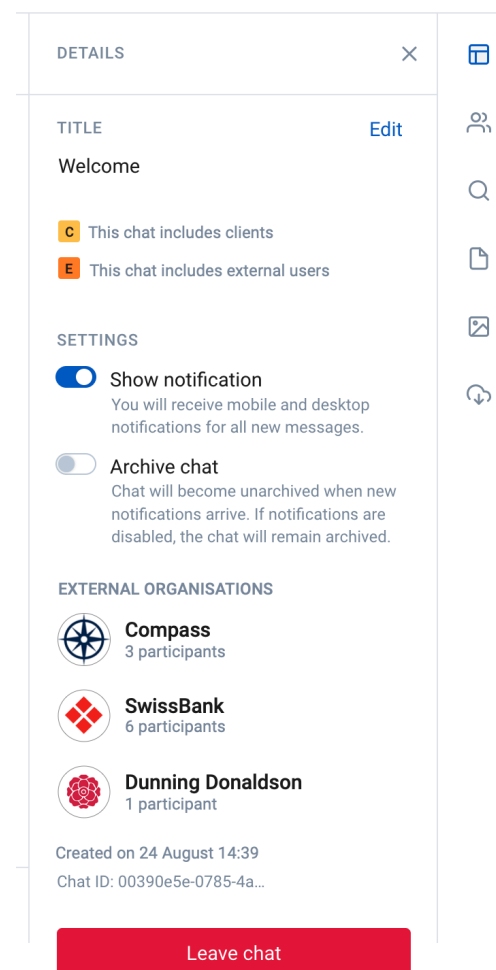 DETAILS
TITLE
Edit
Welcome
C This chat includes clients
E This chat includes external users
SETTINGS
Show notification
You will receive mobile and desktop
notifications for all new messages.
Archive chat
Chat will become unarchived when new
notifications arrive. If notifications are
disabled, the chat will remain archived.
EXTERNAL ORGANISATIONS
Compass
3 participants
SwissBank
6 participants
Dunning Donaldson
1 participant
Created on 24 August 14:39
Chat ID: 00390e5e-0785-4a...
Leave chat